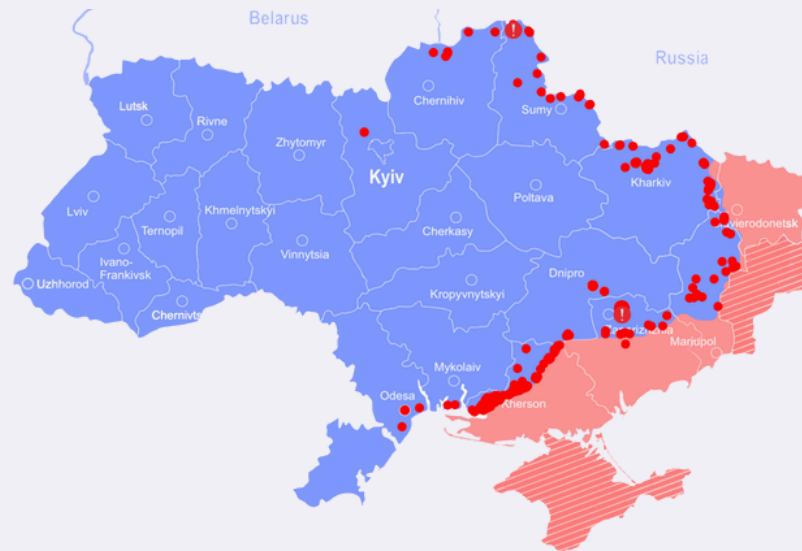 Belarus
Russia
Chernihiv
Sumy
Lutsk
Rivne
Zhytomyr
Kyiv
Kharkiv
Lviv
Ternopil
Khmelnytskyi
Poltava
Cherkasy
Vinnytsia
Ivano-
Frankivsk
Uzhhorod
Chernivts
Kropyvnytskyi
Dnipro
Mariupol
Mykolaiv
Odesa
Kherson
!
!